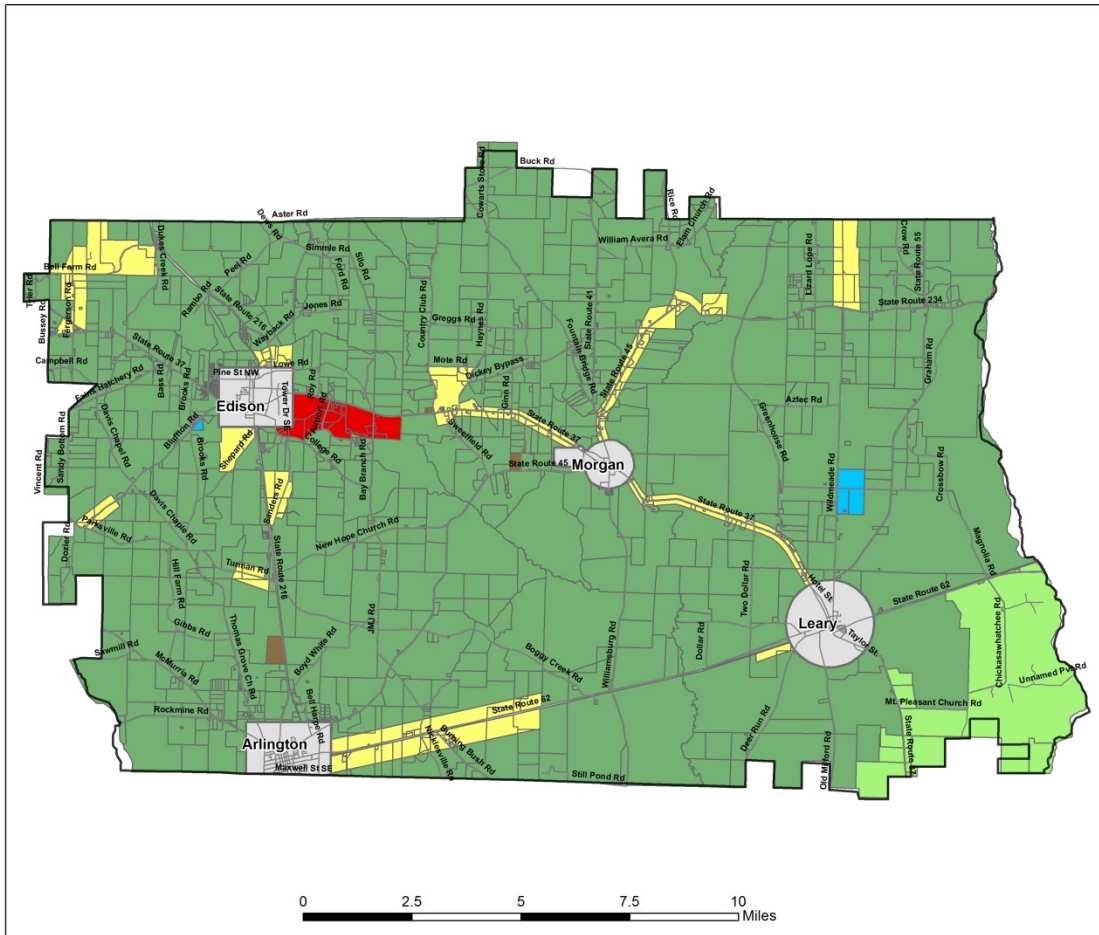 Buck Rd
Cowarts Store Rd
Rice Rd
Elam Church Rd
Aster Rd
Dews Rd
Dukes Creek Rd
Simmle Rd
William Avera Rd
Crow Rd
State Route 55
Lizard Lope Rd
Peel Rd
Ford Rd
Silo Rd
Bell Farm Rd
Tyler Rd
Fergerson Rd
Bussey Rd
Rambo Rd
State Route 216
Wayback Rd
Jones Rd
Country Club Rd
Greggs Rd
Haynes Rd
State Route 41
Fountain Bridge Rd
State Route 234
Graham Rd
State Route 37
Campbell Rd
Bass Rd
Brooks Rd
Pine St NW
Lowe Rd
Mote Rd
Dickey Bypass
State Route 45
Fains Hatchery Rd
Edison
Tower Dr SE
Roy Rd
Ginn Rd
Aztec Rd
Greenhouse Rd
Davis Chapel Rd
Bluffton Rd
Sandy Bottom Rd
Vincent Rd
Brooks Rd
Shepard Rd
College Rd
Bay Branch Rd
Sweetfield Rd
State Route 37
State Route 45
Morgan
Wildmeade Rd
Crossbow Rd
Sanders Rd
State Route 37
Parksville Rd
Dozier Rd
Davis Chaple Rd
New Hope Church Rd
Magnolia Rd
Hill Farm Rd
Turman Rd
State Route 216
Two Dollar Rd
Hotel St
State Route 62
Gibbs Rd
Thomas Grove Ch Rd
JMJ Rd
Leary
Taylor St
Dollar Rd
Williamsburg Rd
Chickasawhatchee Rd
Sawmill Rd
McMurria Rd
Boyd White Rd
Boggy Creek Rd
Unnamed Pvt Rd
Rockmine Rd
Bell Harpe Rd
State Route 62
Mt. Pleasant Church Rd
Deer Run Rd
Arlington
Nicklesville Rd
Burning Bush Rd
Maxwell St SE
Still Pond Rd
Old Milford Rd
0 2.5 5 7.5 10
Miles